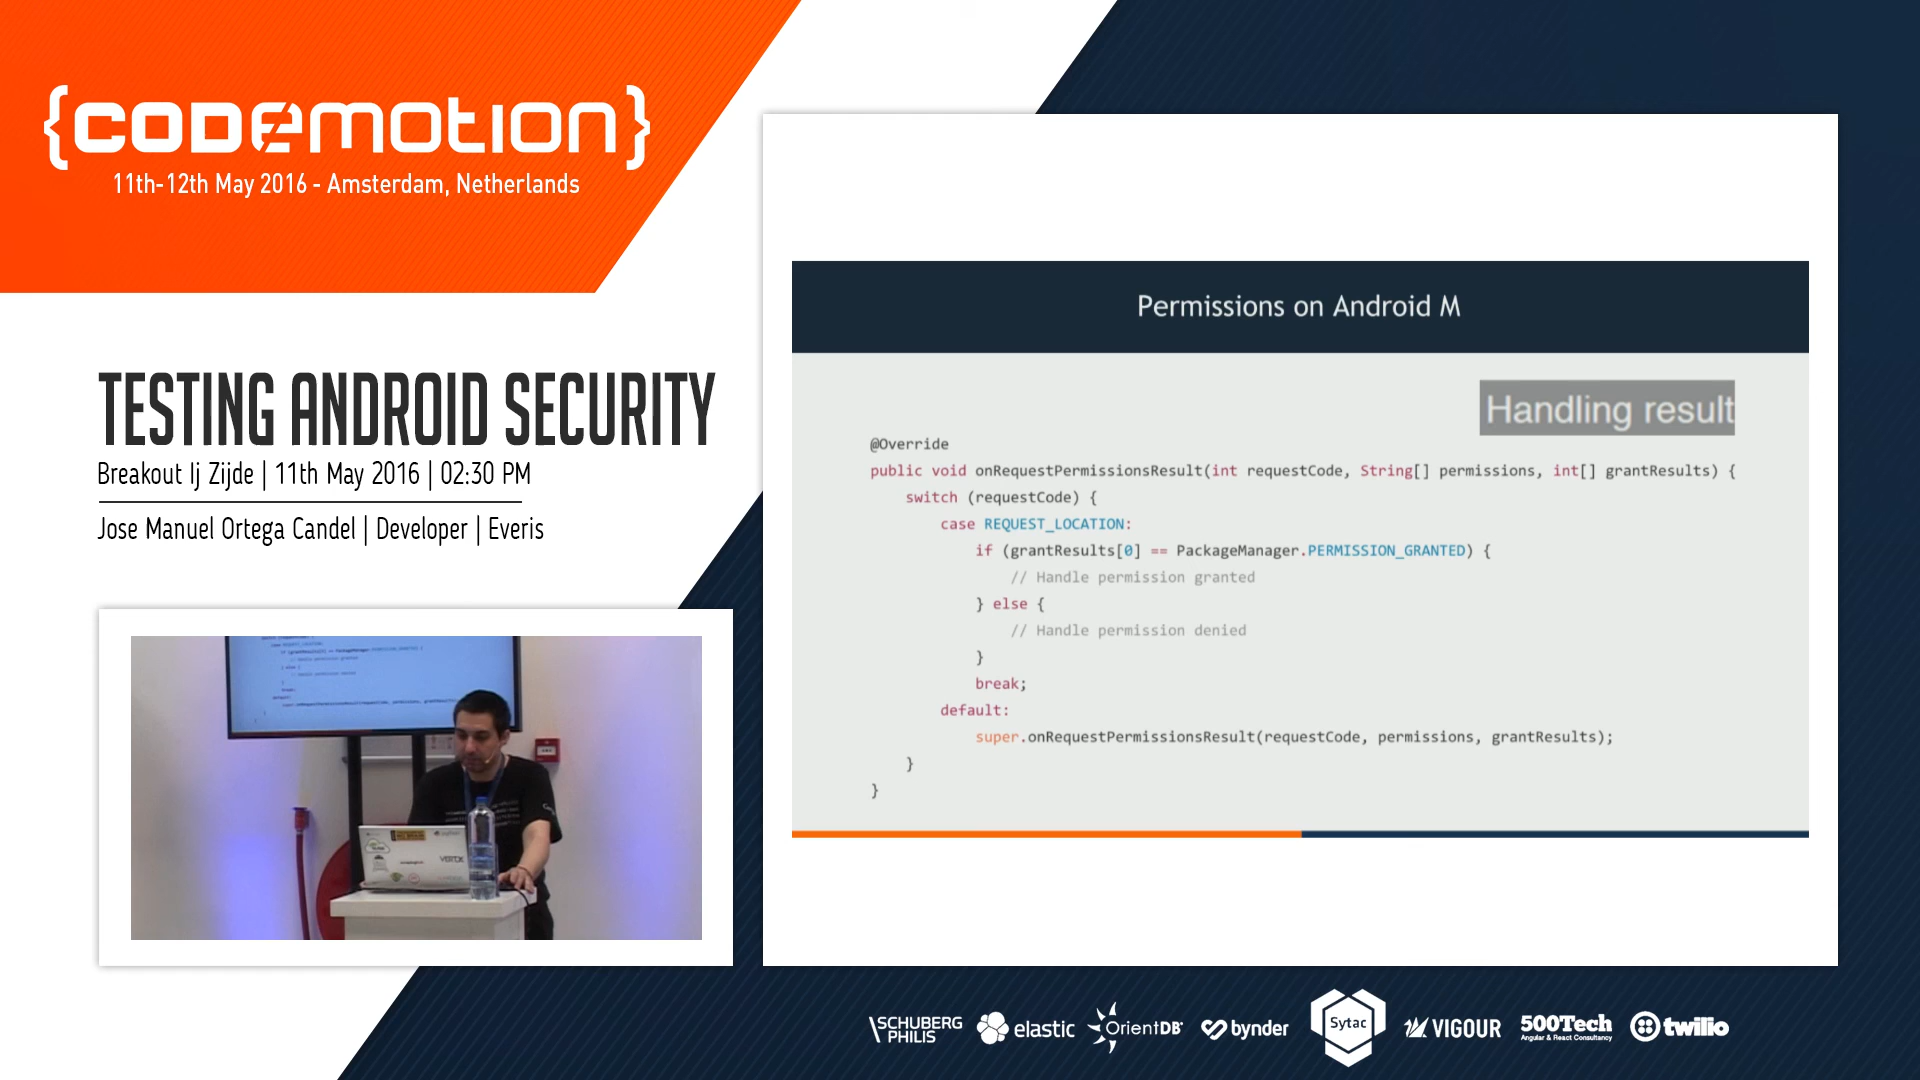 {CODEMOTION}
11th-12th May 2016 - Amsterdam, Netherlands
TESTING ANDROID SECURITY
Breakout Ij Zijde | 11th May 2016 | 02:30 PM
Jose Manuel Ortega Candel | Developer | Everis
Permissions on Android M
Handling result
@Override
public void onRequestPermissionsResult(int requestCode, String[] permissions, int[] grantResults) {
switch (requestCode) {
case REQUEST_LOCATION:
if (grantResults[0] == PackageManager.PERMISSION_GRANTED) {
// Handle permission granted
} else {
// Handle permission denied
}
break;
default:
super.onRequestPermissionsResult(requestCode, permissions, grantResults);
}
}
SCHUBERG PHILIS
elastic
OrientDB
bynder
Sytac
VIGOUR
500Tech
Angular & React Consultancy
twilio